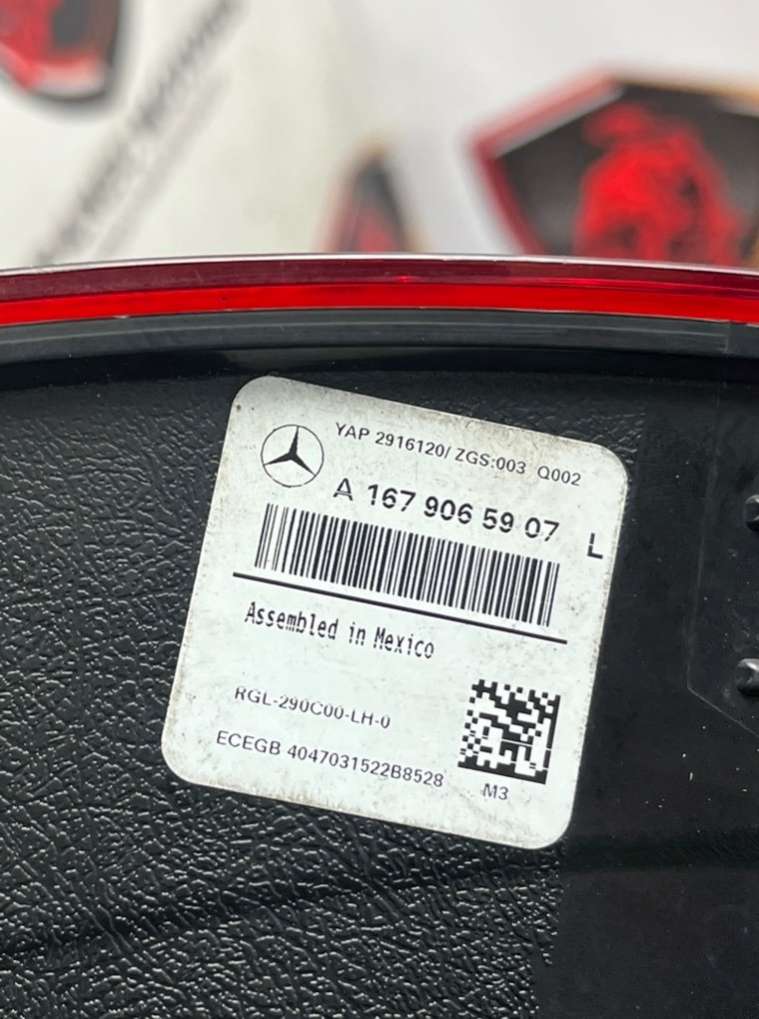 YAP 2916120/ ZGS:003 Q002
A 167 906 59 07
L
Assembled in Mexico
RGL-290C00-LH-0
ECEGB 4047031522B8528
M3